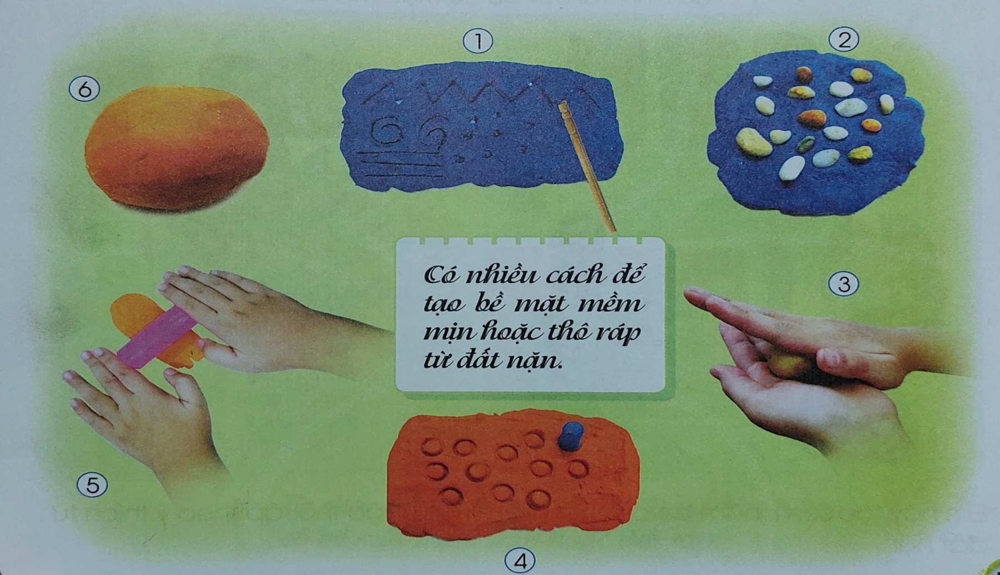 1
2
6
Có nhiều cách để
tạo bề mặt mềm
mịn hoặc thô ráp
từ đất nặn.
3
5
4